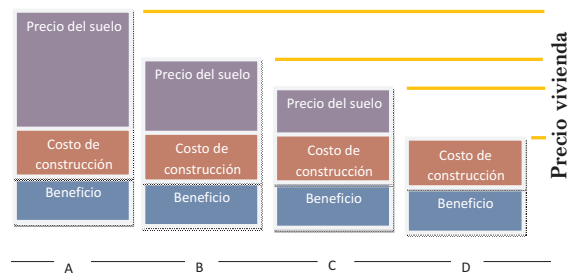 Precio del suelo
Costo de
construcción
Beneficio
Precio del suelo
Costo de
construcción
Beneficio
Precio del suelo
Costo de
construcción
Beneficio
Costo de
construcción
Beneficio
Precio vivienda
A
B
C
D